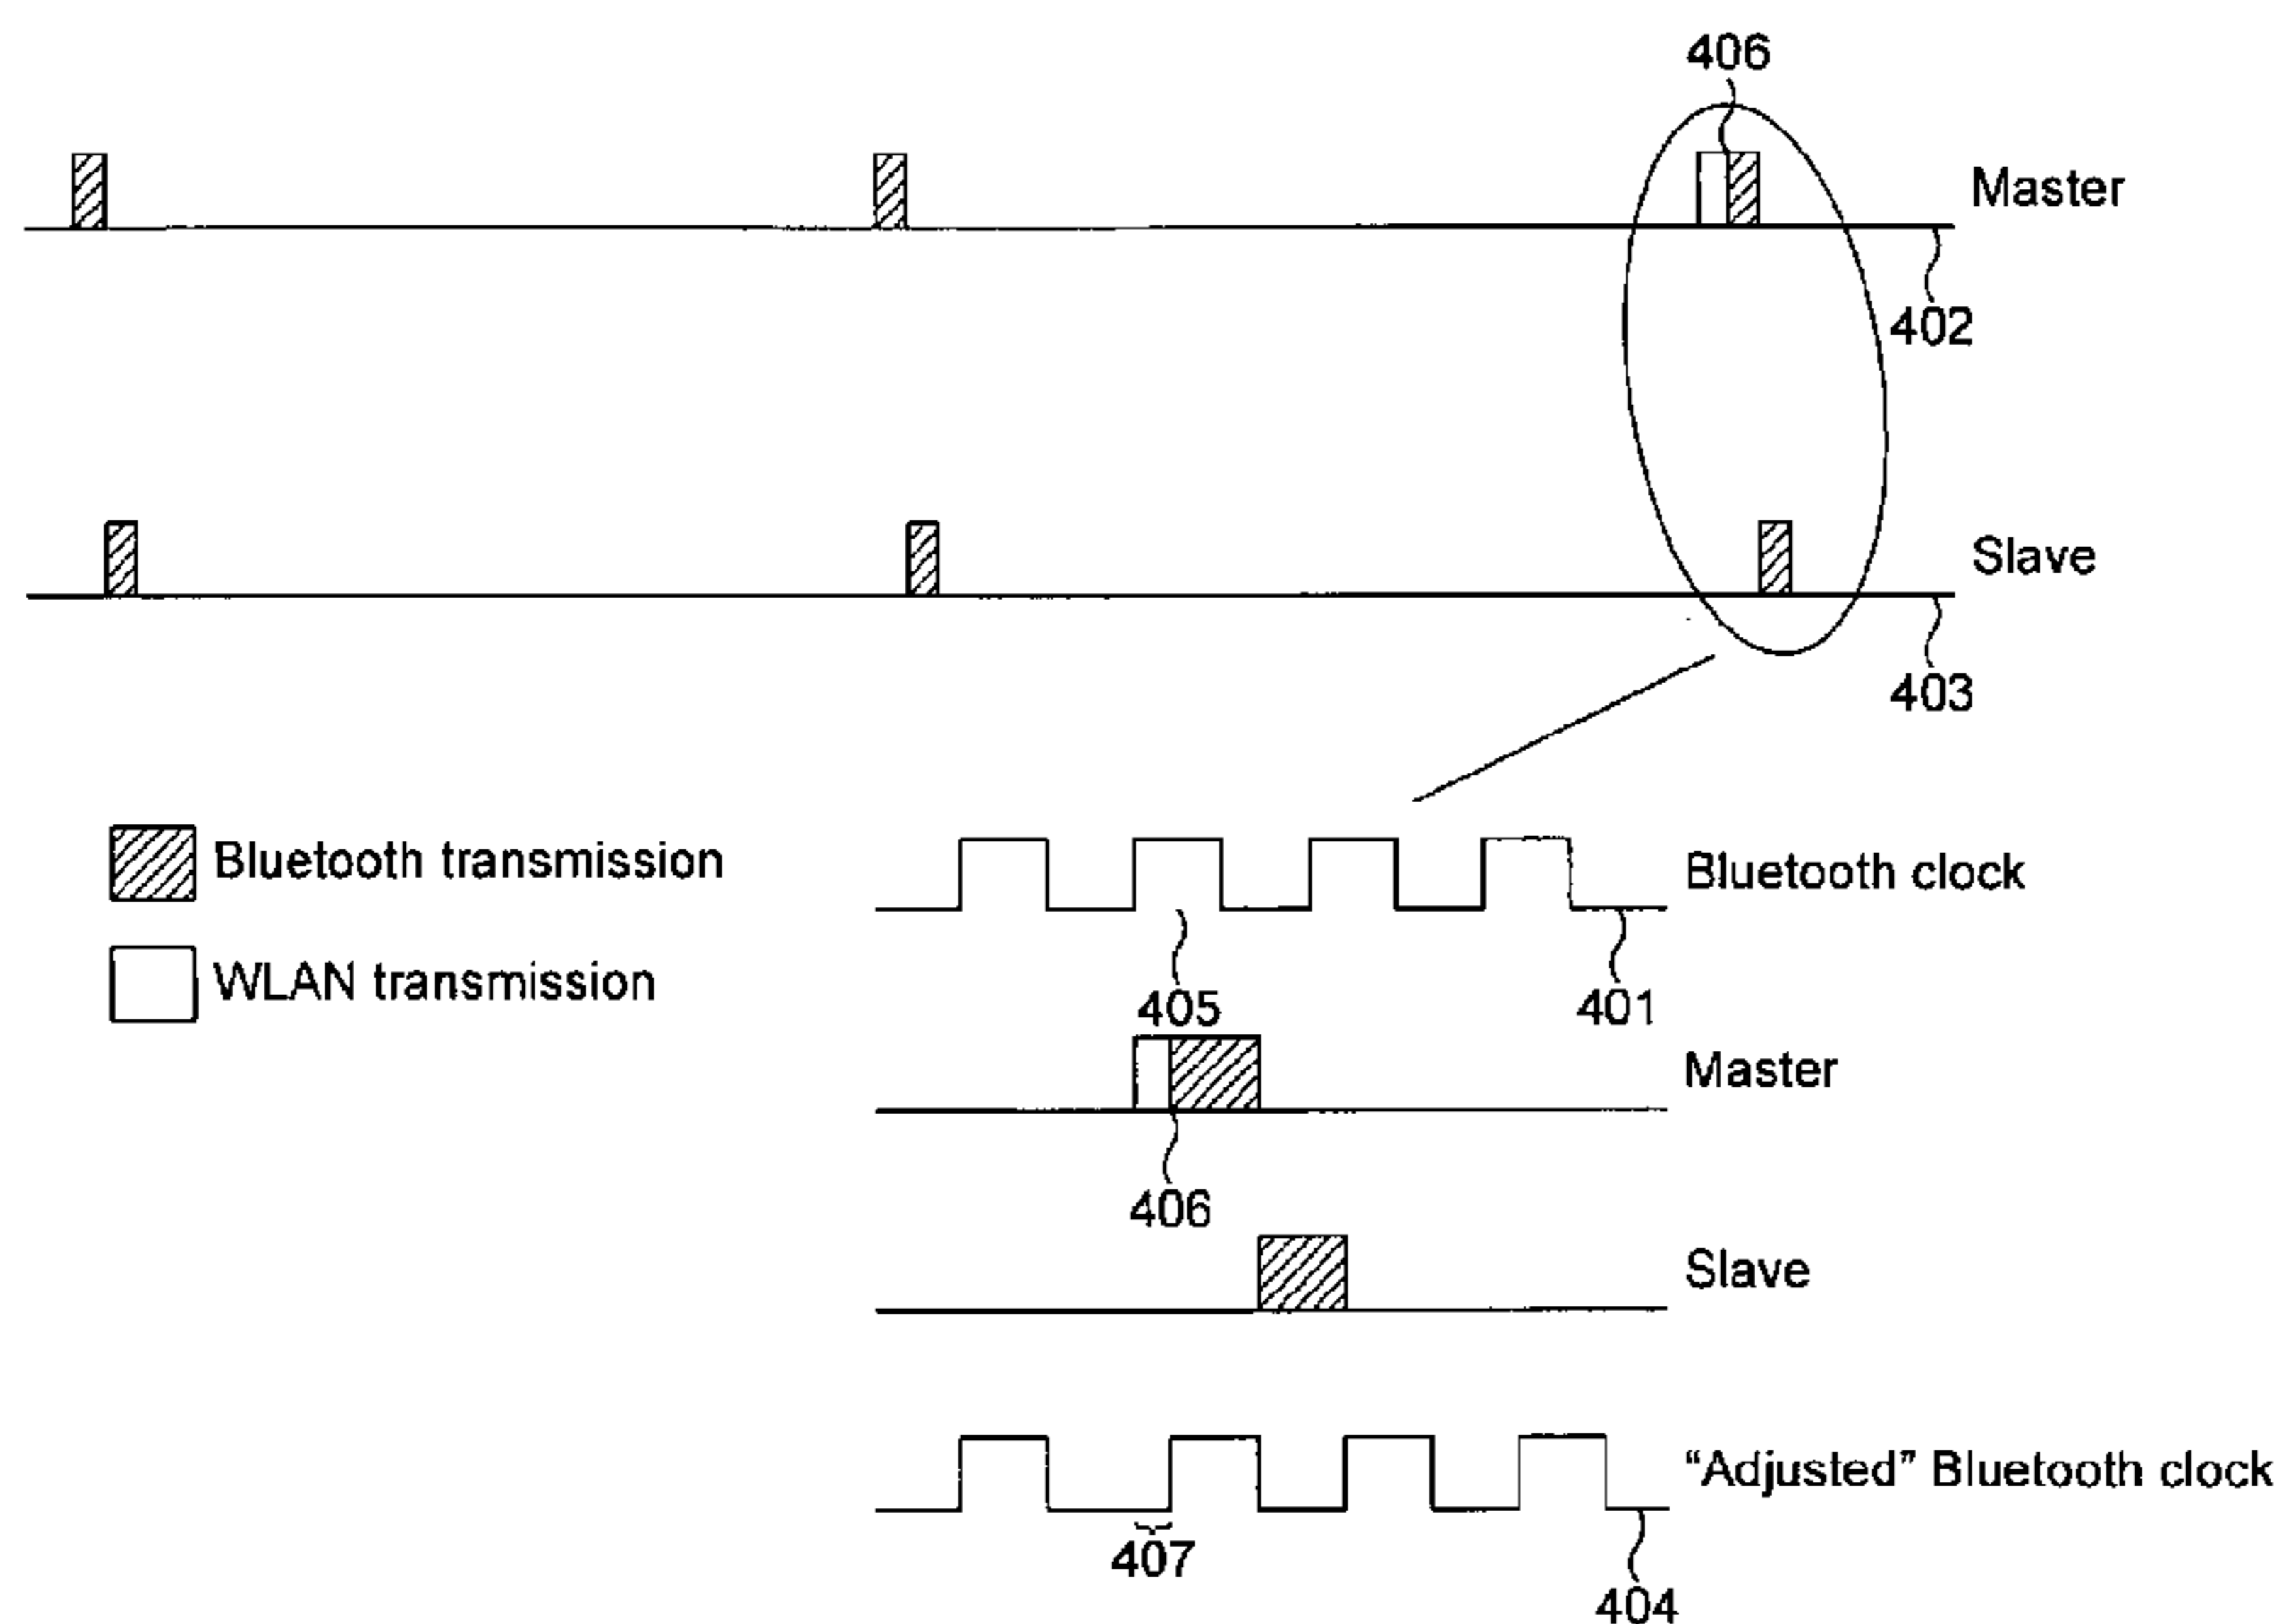 406
Master
402
Slave
403
Bluetooth transmission
Bluetooth clock
WLAN transmission
405
401
Master
406
Slave
“Adjusted” Bluetooth clock
407
404